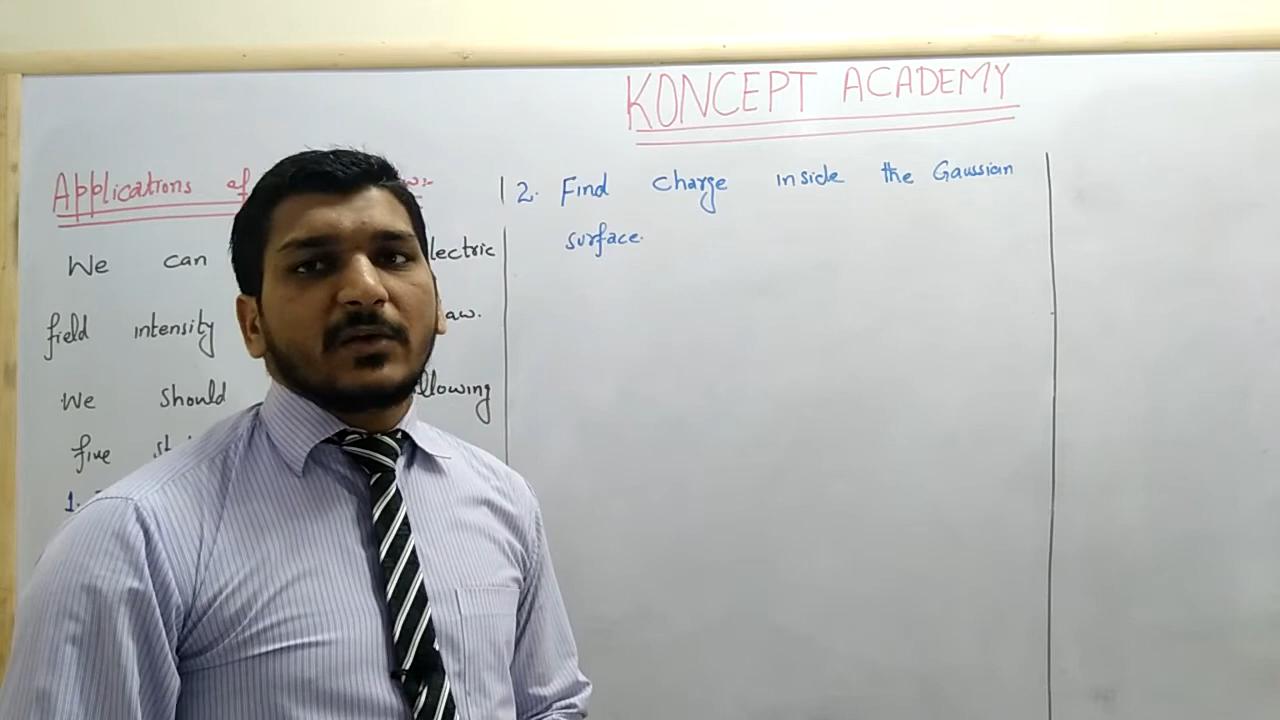 KONCEPT ACADEMY
Applications of
We can lectric
field intensity aw.
We should llowing
five
1.
2. Find charge inside the Gaussian
surface.